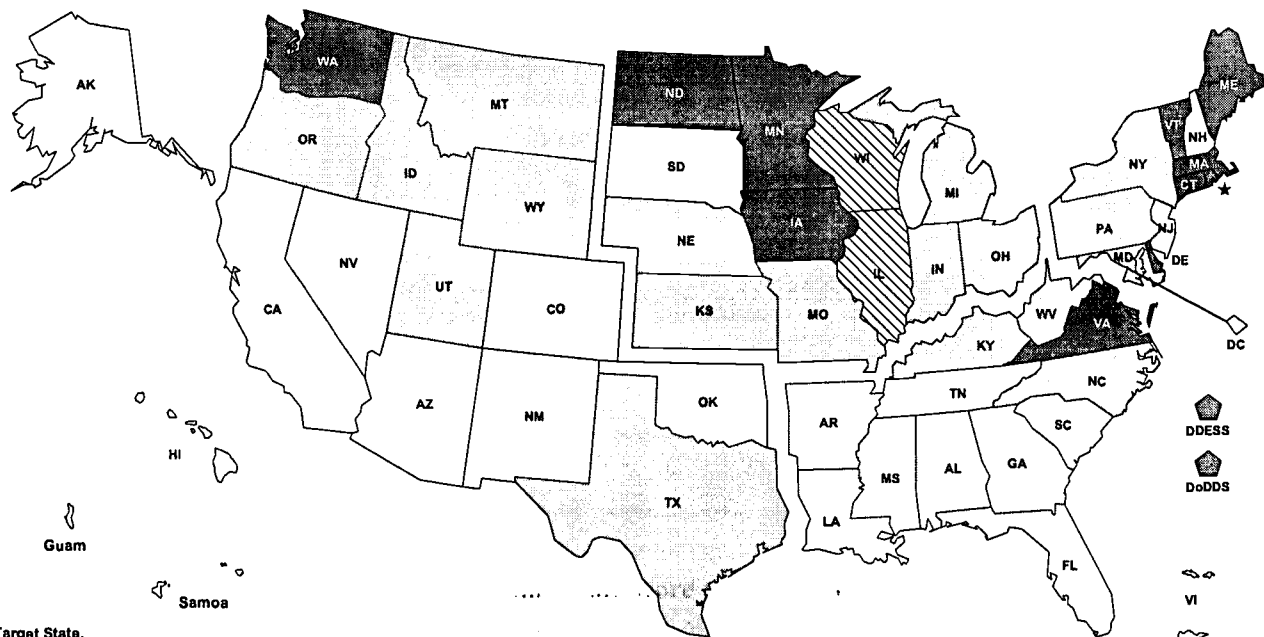 AK
WA
MT
ND
MN
ME
VT
NH
OR
ID
WY
SD
WI
MI
NY
MA
CT
★
IA
NE
PA
NJ
NV
UT
CO
CA
KS
MO
IL
IN
OH
MD
DE
WV
VA
DC
KY
AZ
NM
OK
AR
TN
NC
SC
DDESS
HI
TX
MS
AL
GA
DoDDS
LA
Guam
FL
Samoa
VI
Target State.